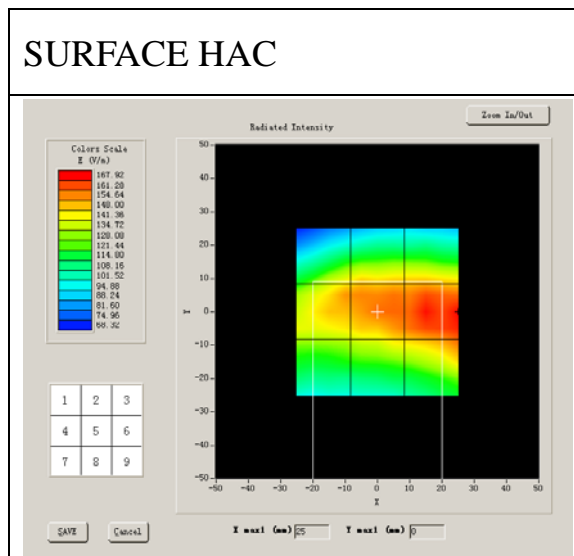 SURFACE HAC
Zoom In/Out
Radiated Intensity
Colors Scale
E (V/m)
167.92
161.28
154.64
148.00
141.36
134.72
128.08
121.44
114.80
108.16
101.52
94.88
88.24
81.60
74.96
68.32
50
40
30
20
10
0
-10
-20
-30
-40
-50
Y
-50 -40 -30 -20 -10 0 10 20 30 40 50
X
1 2 3
4 5 6
7 8 9
SAVE
Cancel
X maxi (mm) 25
Y maxi (mm) 0